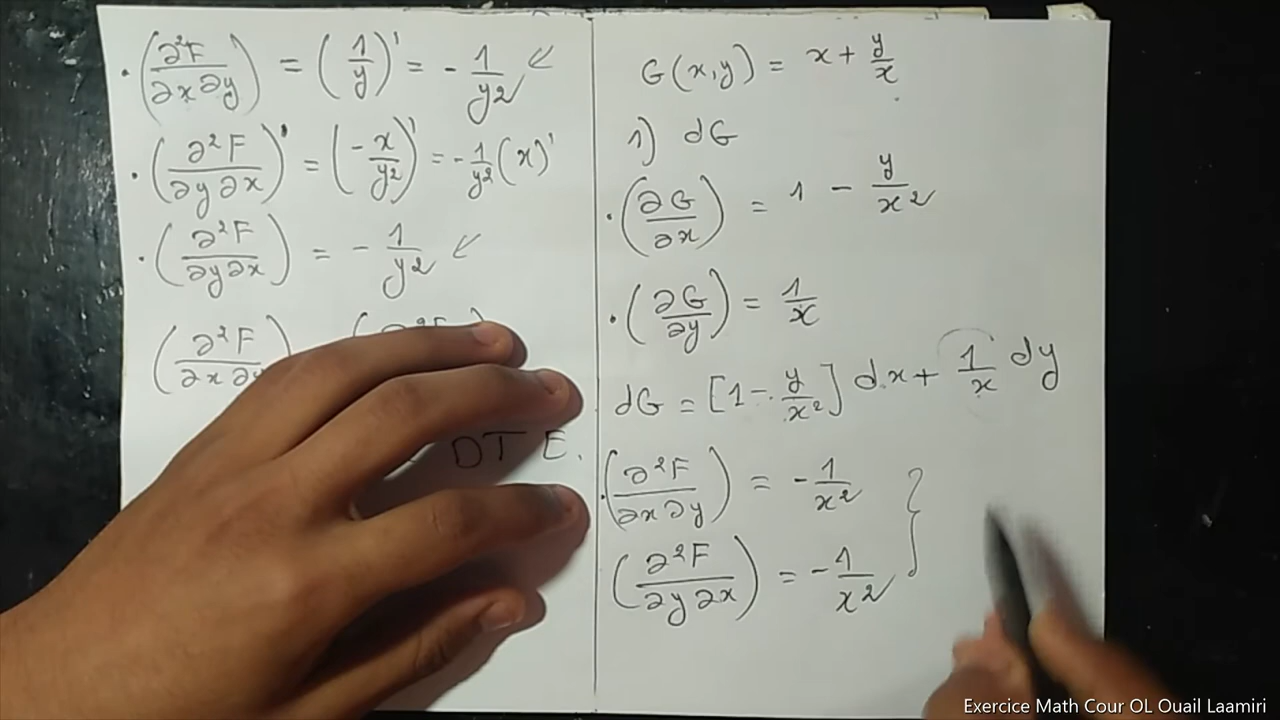 . (∂²F/∂x∂y) = (1/y)' = - 1/y²
. (∂²F/∂y∂x)' = (-x/y²)' = - 1/y² (x)'
. (∂²F/∂y∂x) = - 1/y²
(∂²F/∂x∂y
DTE.
G(x,y) = x + y/x
1) dG
. (∂G/∂x) = 1 - y/x²
. (∂G/∂y) = 1/x
dG = [1 - y/x²] dx + 1/x dy
. (∂²F/∂x∂y) = - 1/x²
(∂²F/∂y∂x) = - 1/x²
Exercice Math Cour OL Ouail Laamiri